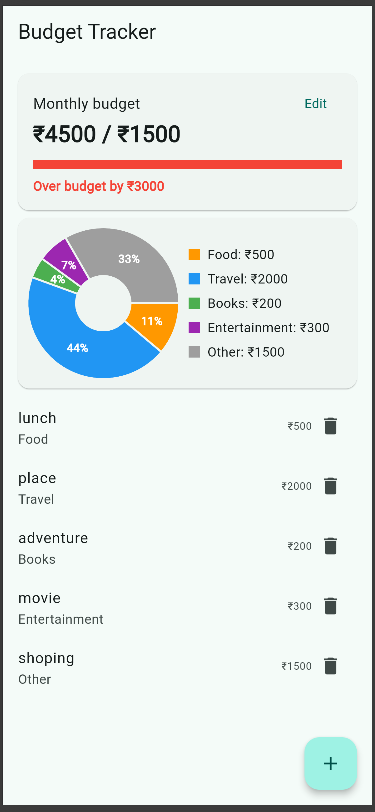 Budget Tracker
Monthly budget Edit
₹4500 / ₹1500
Over budget by ₹3000
33%
7%
4%
11%
44%
Food: ₹500
Travel: ₹2000
Books: ₹200
Entertainment: ₹300
Other: ₹1500
lunch
Food
₹500
place
Travel
₹2000
adventure
Books
₹200
movie
Entertainment
₹300
shoping
Other
₹1500
+